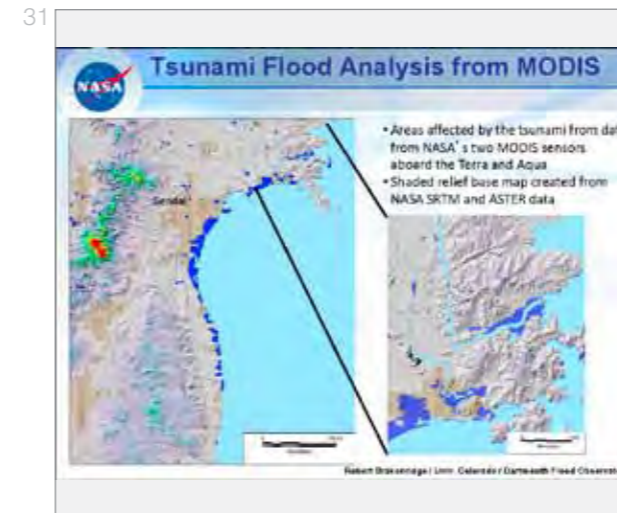 31
NASA
Tsunami Flood Analysis from MODIS
• Areas affected by the tsunami from dat
from NASA's two MODIS sensors
aboard the Terra and Aqua
• Shaded relief base map created from
NASA SRTM and ASTER data
Sendai
Robert Brakenridge / Univ. Colorado / Dartmouth Flood Observat